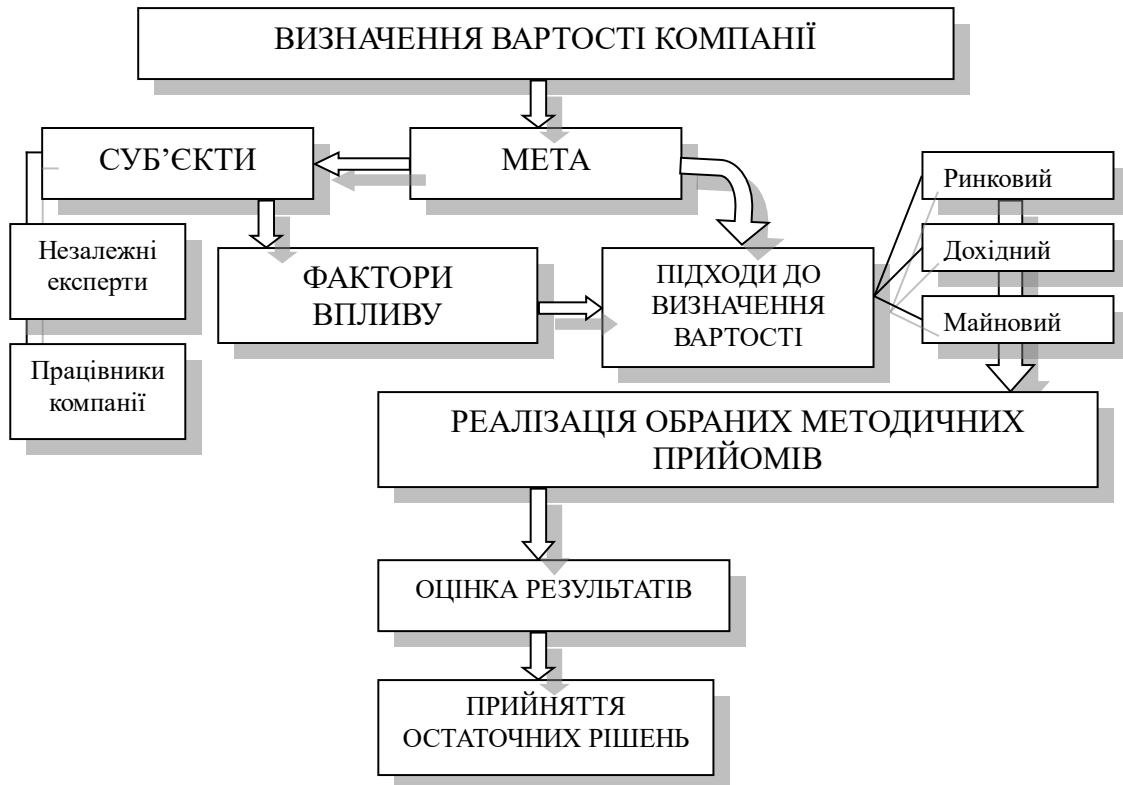 ВИЗНАЧЕННЯ ВАРТОСТІ КОМПАНІЇ
СУБ’ЄКТИ
МЕТА
Ринковий
Дохідний
Майновий
Незалежні
експерти
ФАКТОРИ
ВПЛИВУ
ПІДХОДИ ДО
ВИЗНАЧЕННЯ
ВАРТОСТІ
Працівники
компанії
РЕАЛІЗАЦІЯ ОБРАНИХ МЕТОДИЧНИХ
ПРИЙОМІВ
ОЦІНКА РЕЗУЛЬТАТІВ
ПРИЙНЯТТЯ
ОСТАТОЧНИХ РІШЕНЬ